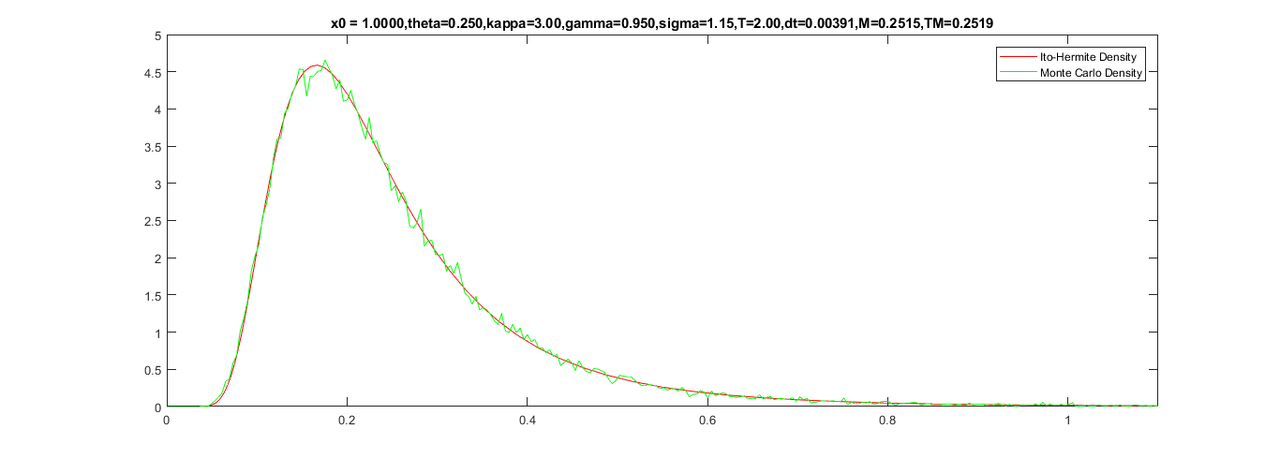 x0 = 1.0000,theta=0.250,kappa=3.00,gamma=0.950,sigma=1.15,T=2.00,dt=0.00391,M=0.2515,TM=0.2519
Ito-Hermite Density
Monte Carlo Density
5
4.5
4
3.5
3
2.5
2
1.5
1
0.5
0
0 0.2 0.4 0.6 0.8 1